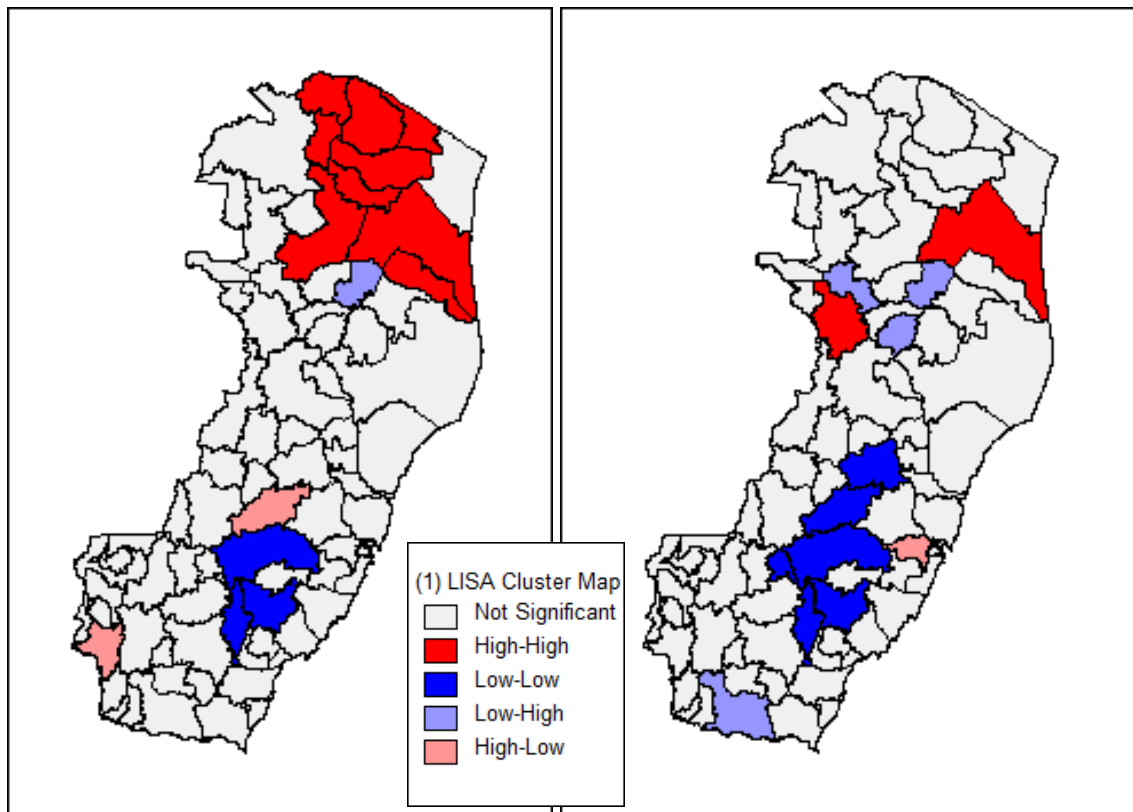 (1) LISA Cluster Map
Not Significant
High-High
Low-Low
Low-High
High-Low